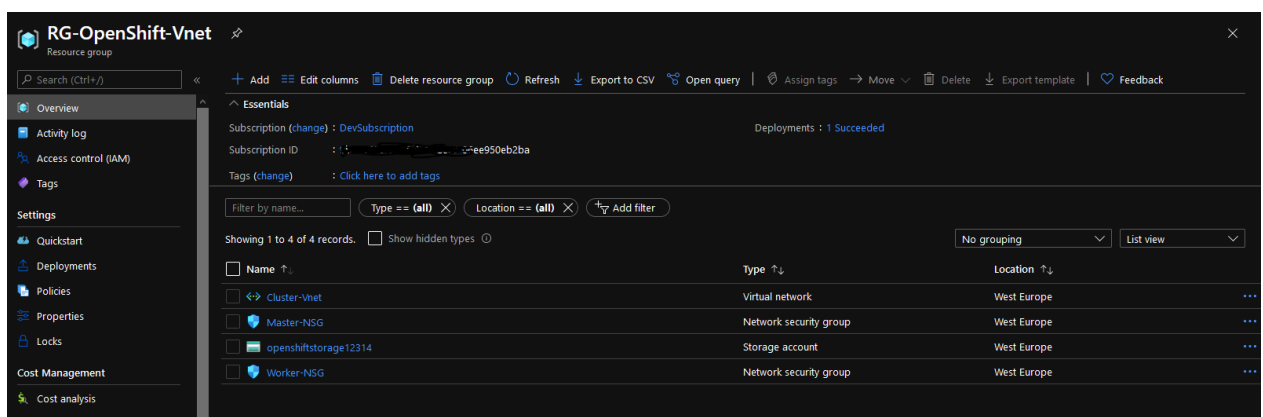 RG-OpenShift-Vnet
Resource group
Search (Ctrl+/)
«
Overview
Activity log
Access control (IAM)
Tags
Settings
Quickstart
Deployments
Policies
Properties
Locks
Cost Management
Cost analysis
Add Edit columns Delete resource group Refresh Export to CSV Open query Assign tags Move Delete Export template Feedback
Essentials
Subscription (change) : DevSubscription
Deployments : 1 Succeeded
Subscription ID : ee950eb2ba
Tags (change) : Click here to add tags
Filter by name... Type == (all) Location == (all) Add filter
Showing 1 to 4 of 4 records. Show hidden types
No grouping List view
Name Type Location
Cluster-Vnet Virtual network West Europe
Master-NSG Network security group West Europe
openshiftstorage12314 Storage account West Europe
Worker-NSG Network security group West Europe